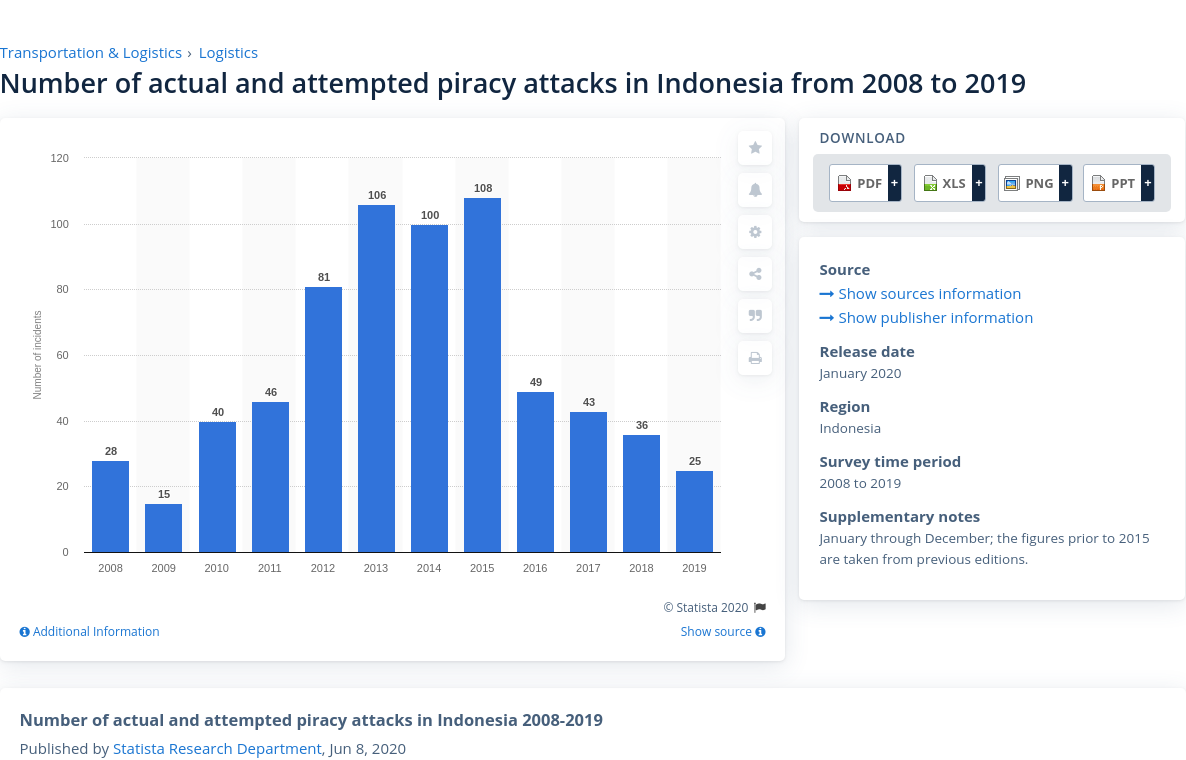 Transportation & Logistics › Logistics
Number of actual and attempted piracy attacks in Indonesia from 2008 to 2019
120
100
80
60
40
20
0
Number of incidents
28
15
40
46
81
106
100
108
49
43
36
25
2008 2009 2010 2011 2012 2013 2014 2015 2016 2017 2018 2019
© Statista 2020
Additional Information
Show source
DOWNLOAD
PDF + XLS + PNG + PPT +
Source
Show sources information
Show publisher information
Release date
January 2020
Region
Indonesia
Survey time period
2008 to 2019
Supplementary notes
January through December; the figures prior to 2015
are taken from previous editions.
Number of actual and attempted piracy attacks in Indonesia 2008-2019
Published by Statista Research Department, Jun 8, 2020